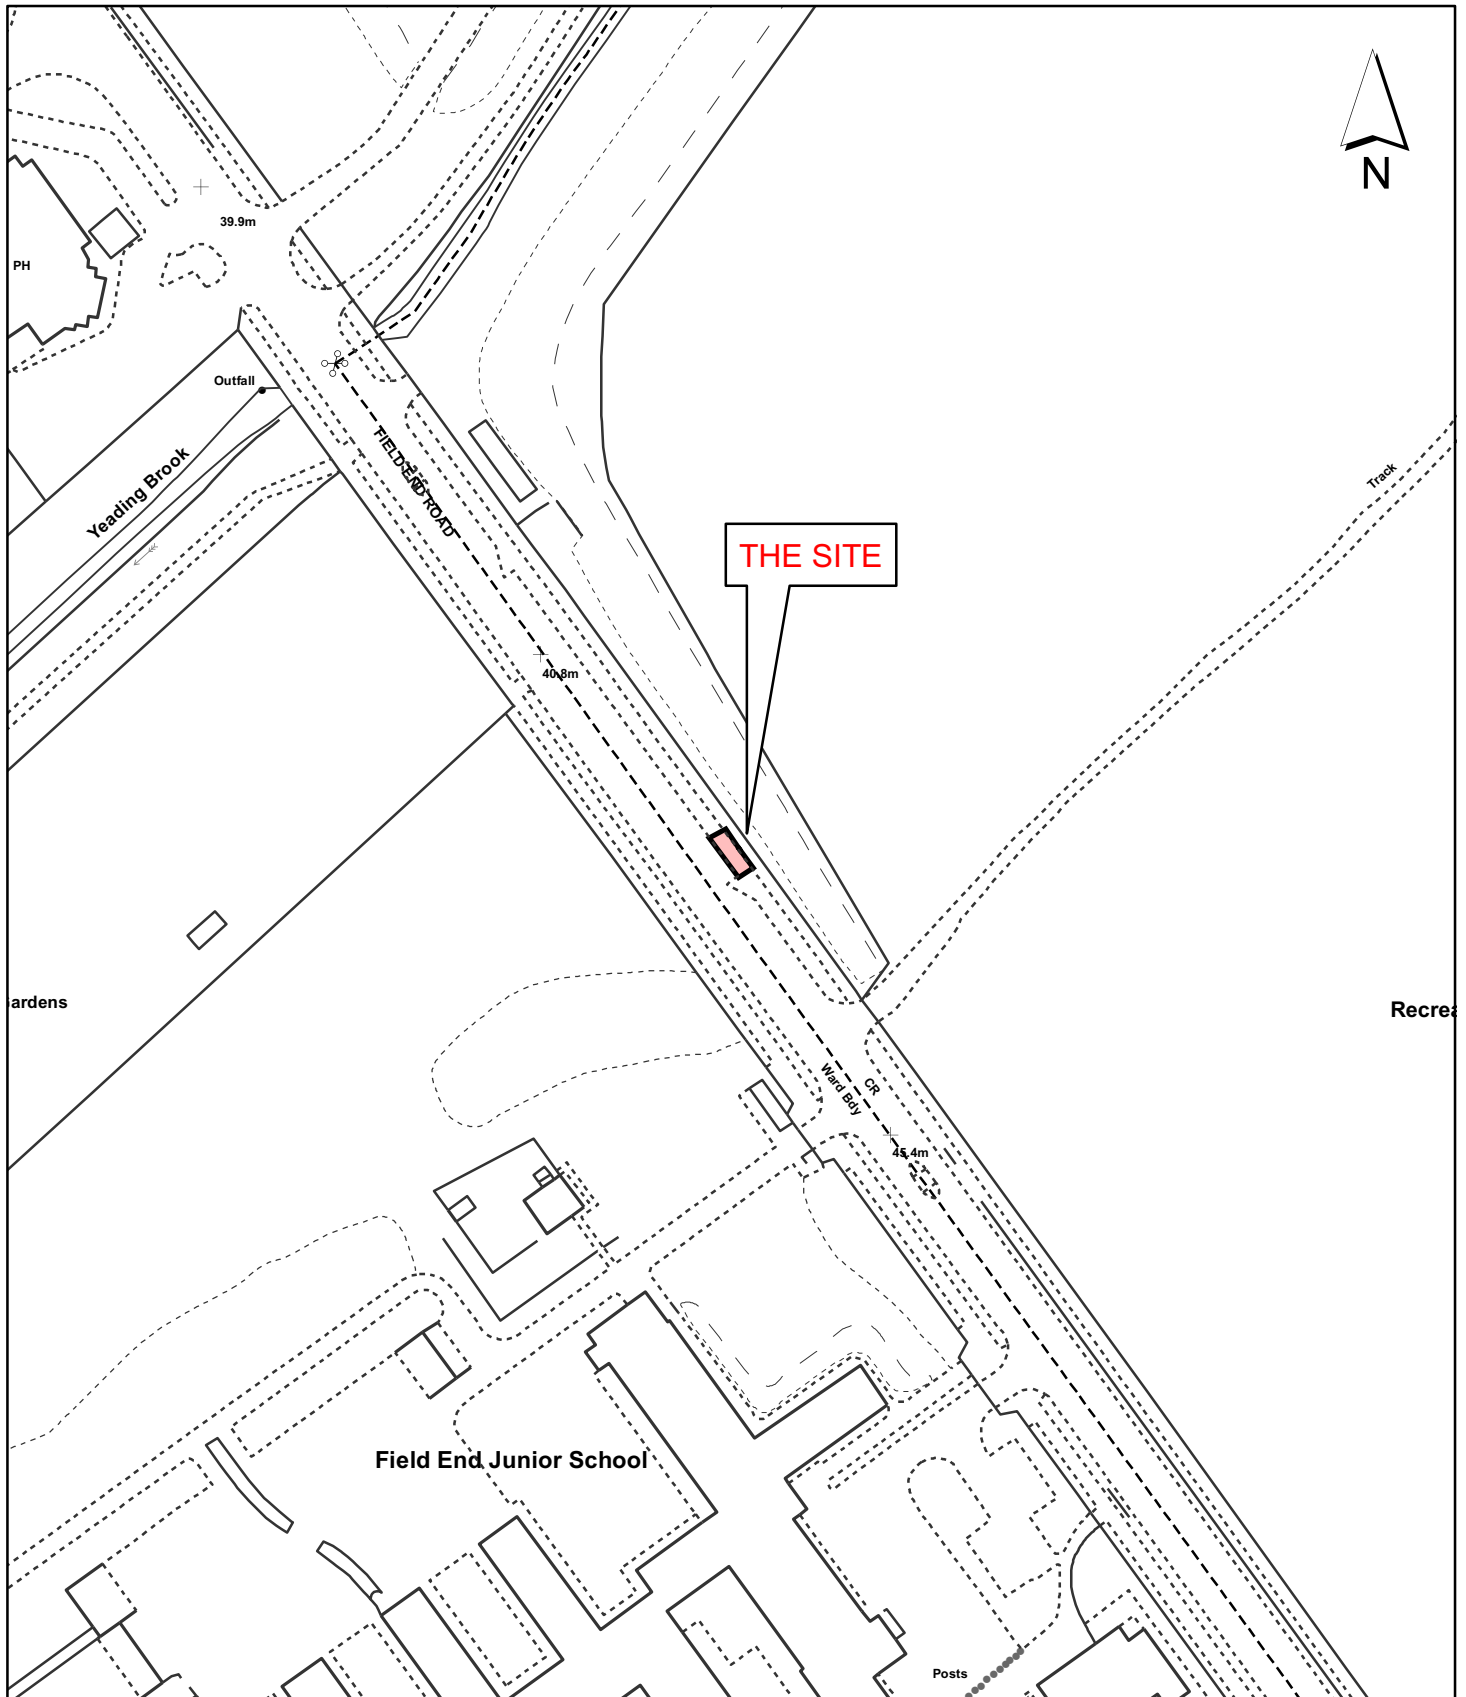 N
39.9m
PH
Outfall
FIELD END ROAD
Yeading Brook
Track
THE SITE
40.8m
ardens
Recrea
Ward Bdy
CR
45.4m
Field End Junior School
Posts